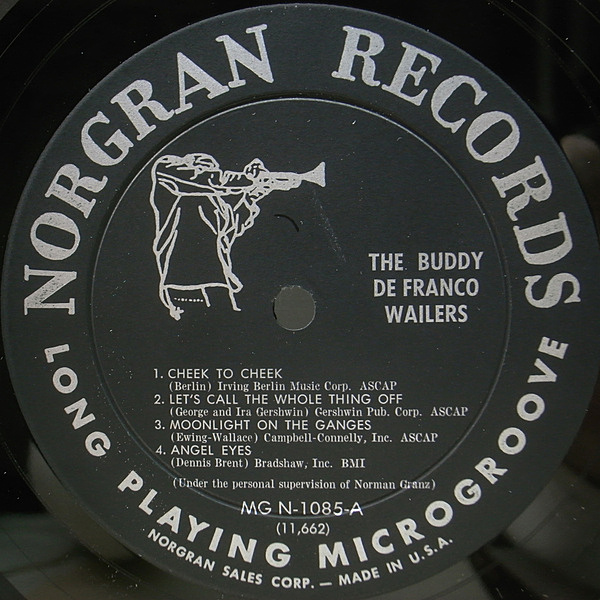 NORGRAN RECORDS
THE BUDDY
DE FRANCO
WAILERS
1. CHEEK TO CHEEK
(Berlin) Irving Berlin Music Corp. ASCAP
2. LET'S CALL THE WHOLE THING OFF
(George and Ira Gershwin) Gershwin Pub. Corp. ASCAP
3. MOONLIGHT ON THE GANGES
(Ewing-Wallace) Campbell-Connelly, Inc. ASCAP
4. ANGEL EYES
(Dennis Brent) Bradshaw, Inc. BMI
(Under the personal supervision of Norman Granz)
MG N-1085-A
(11,662)
LONG PLAYING MICROGROOVE
NORGRAN SALES CORP. — MADE IN U.S.A.